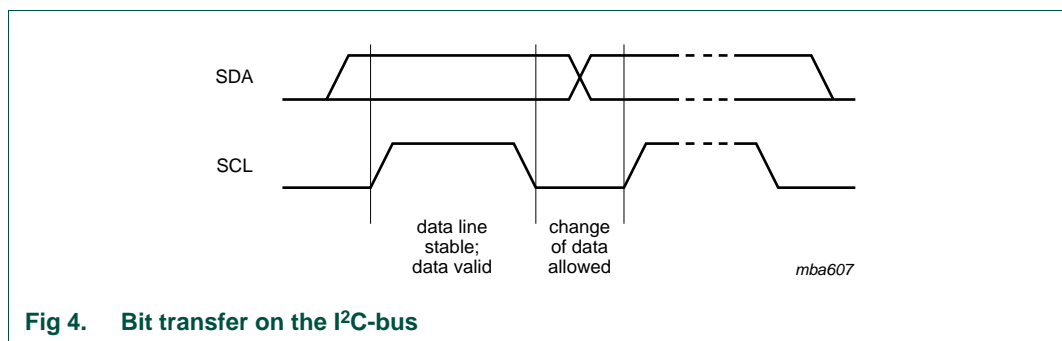 SDA
SCL
data line
stable;
data valid
change
of data
allowed
mba607
Fig 4. Bit transfer on the I²C-bus